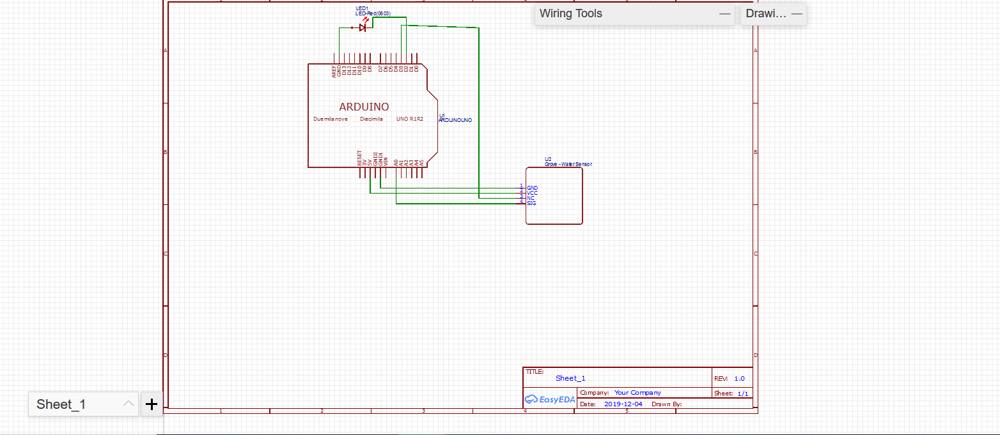 Wiring Tools
Drawi...
LED1
LED-Red(0603)
A
A
AREF
GND
D13
D12
D11
D10
D9
D8
D7
D6
D5
D4
D3
D2
D1
D0
ARDUINO
Duemilanove Diecimila UNO R1R2
U1
ARDUINOUNO
RESET
3V
5V
GND2
GND1
VIN
A0
A1
A2
A3
A4
A5
B
B
U2
Grove - Water Sensor
1 GND
2 VCC
3 NC
4 SIG
C
C
D
D
TITLE:
Sheet_1
REV: 1.0
Company: Your Company
Sheet: 1/1
EasyEDA
Date: 2019-12-04 Drawn By:
Sheet_1
+
1 2 3 4 5